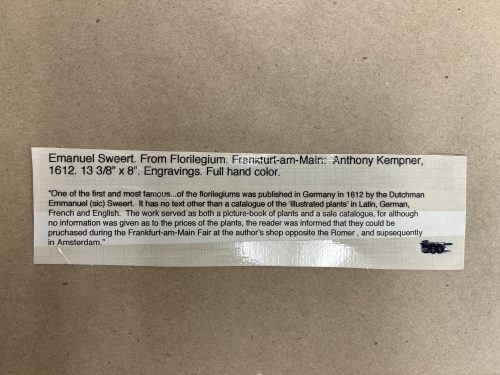 Emanuel Sweert. From Florilegium. Frankfurt-am-Main: Anthony Kempner,
1612. 13 3/8" x 8". Engravings. Full hand color.
"One of the first and most famous...of the florilegiums was published in Germany in 1612 by the Dutchman
Emmanuel (sic) Sweert. It has no text other than a catalogue of the 'illustrated plants' in Latin, German,
French and English. The work served as both a picture-book of plants and a sale catalogue, for although
no information was given as to the prices of the plants, the reader was informed that they could be
pruchased during the Frankfurt-am-Main Fair at the author's shop opposite the Romer , and supsequently
in Amsterdam."